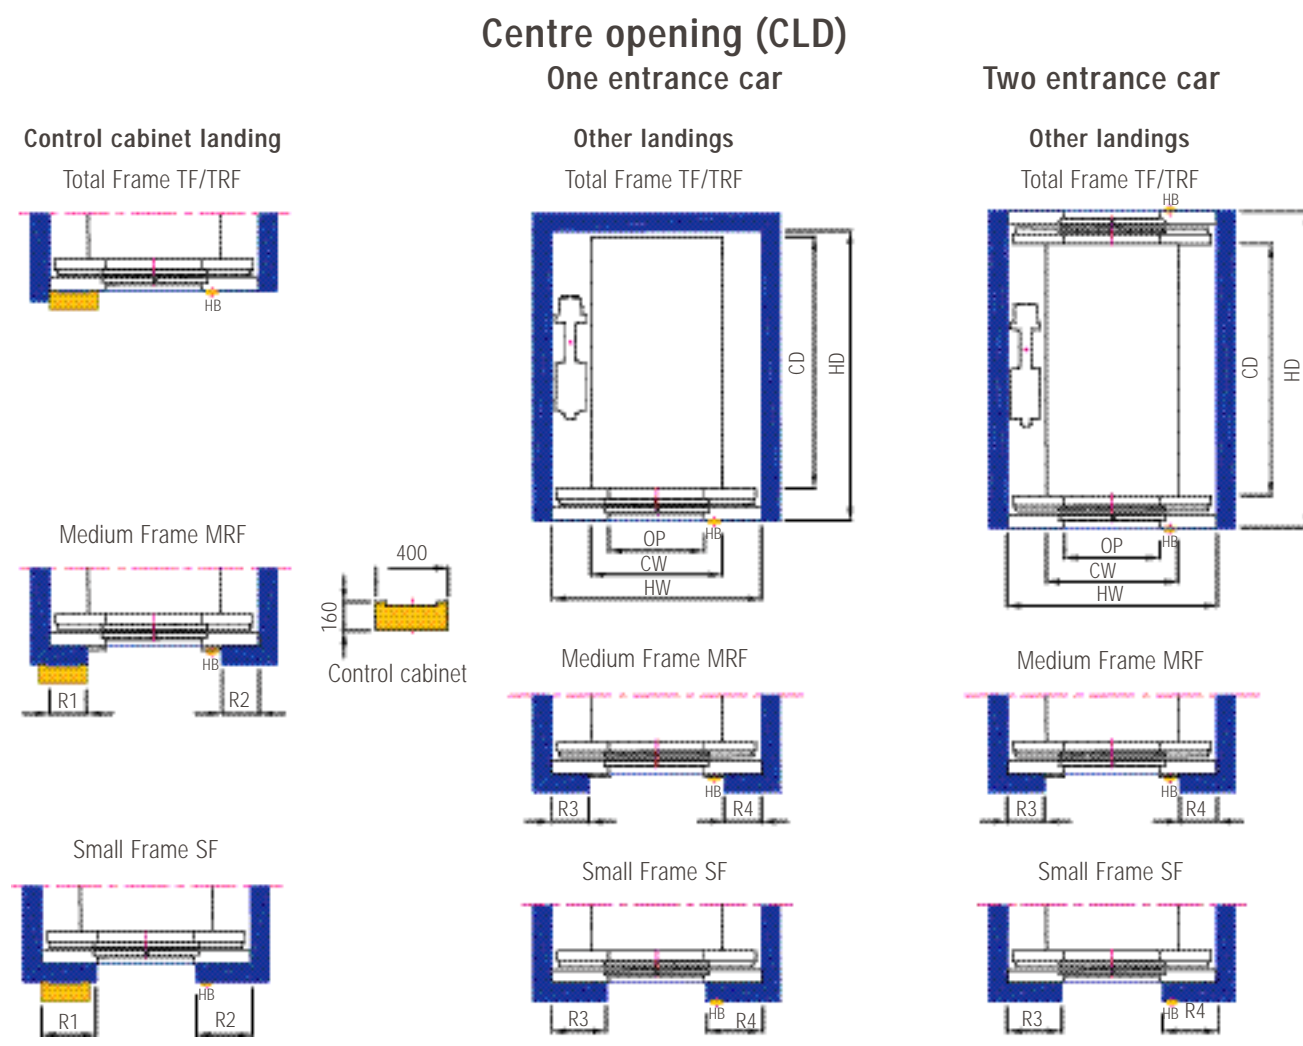 Centre opening (CLD)
One entrance car
Two entrance car
Control cabinet landing
Other landings
Other landings
Total Frame TF/TRF
Total Frame TF/TRF
Total Frame TF/TRF
HB
HB
CD
HD
HB
OP
CW
HW
CD
HD
HB
OP
CW
HW
Medium Frame MRF
HB
R1
R2
400
160
Control cabinet
Medium Frame MRF
HB
R3
R4
Medium Frame MRF
HB
R3
R4
Small Frame SF
HB
R1
R2
Small Frame SF
HB
R3
R4
Small Frame SF
HB
R3
R4